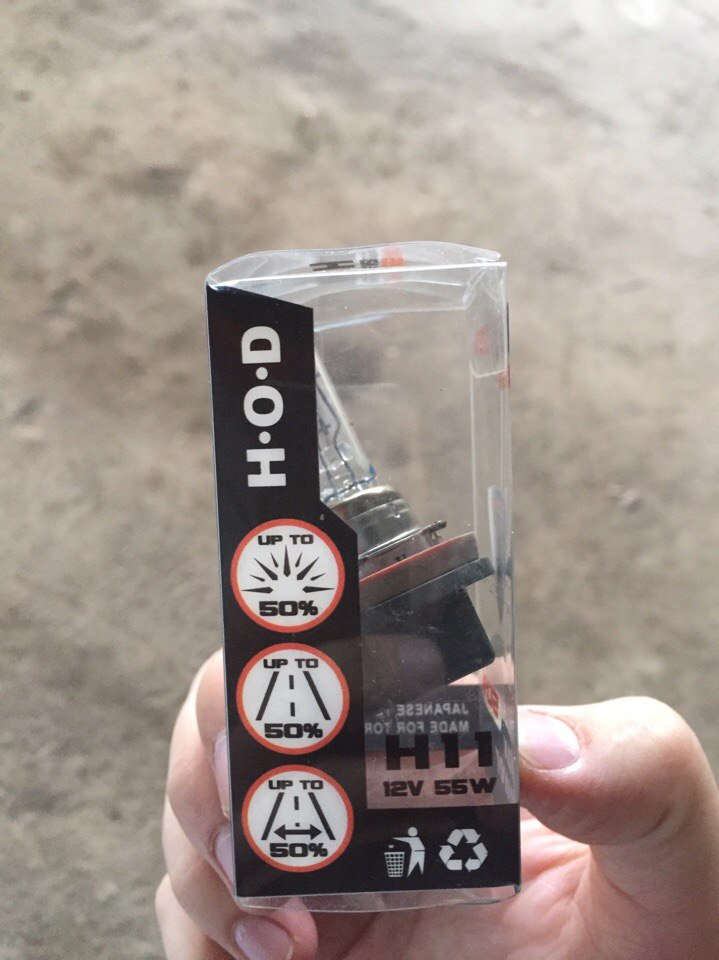 H·O·D
UP TO
50%
UP TO
50%
UP TO
50%
JAPANESE
MADE FOR
H11
12V 55W